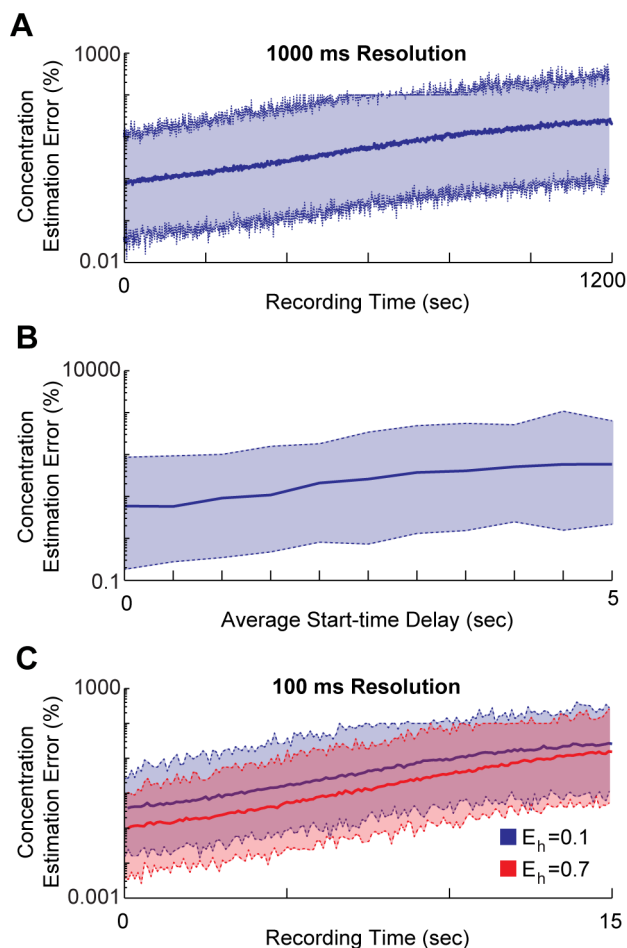 A
1000 ms Resolution
1000
Concentration
Estimation Error (%)
0.01
0
1200
Recording Time (sec)
B
10000
Concentration
Estimation Error (%)
0.1
0
5
Average Start-time Delay (sec)
C
100 ms Resolution
1000
Concentration
Estimation Error (%)
E_h=0.1
E_h=0.7
0.001
0
15
Recording Time (sec)